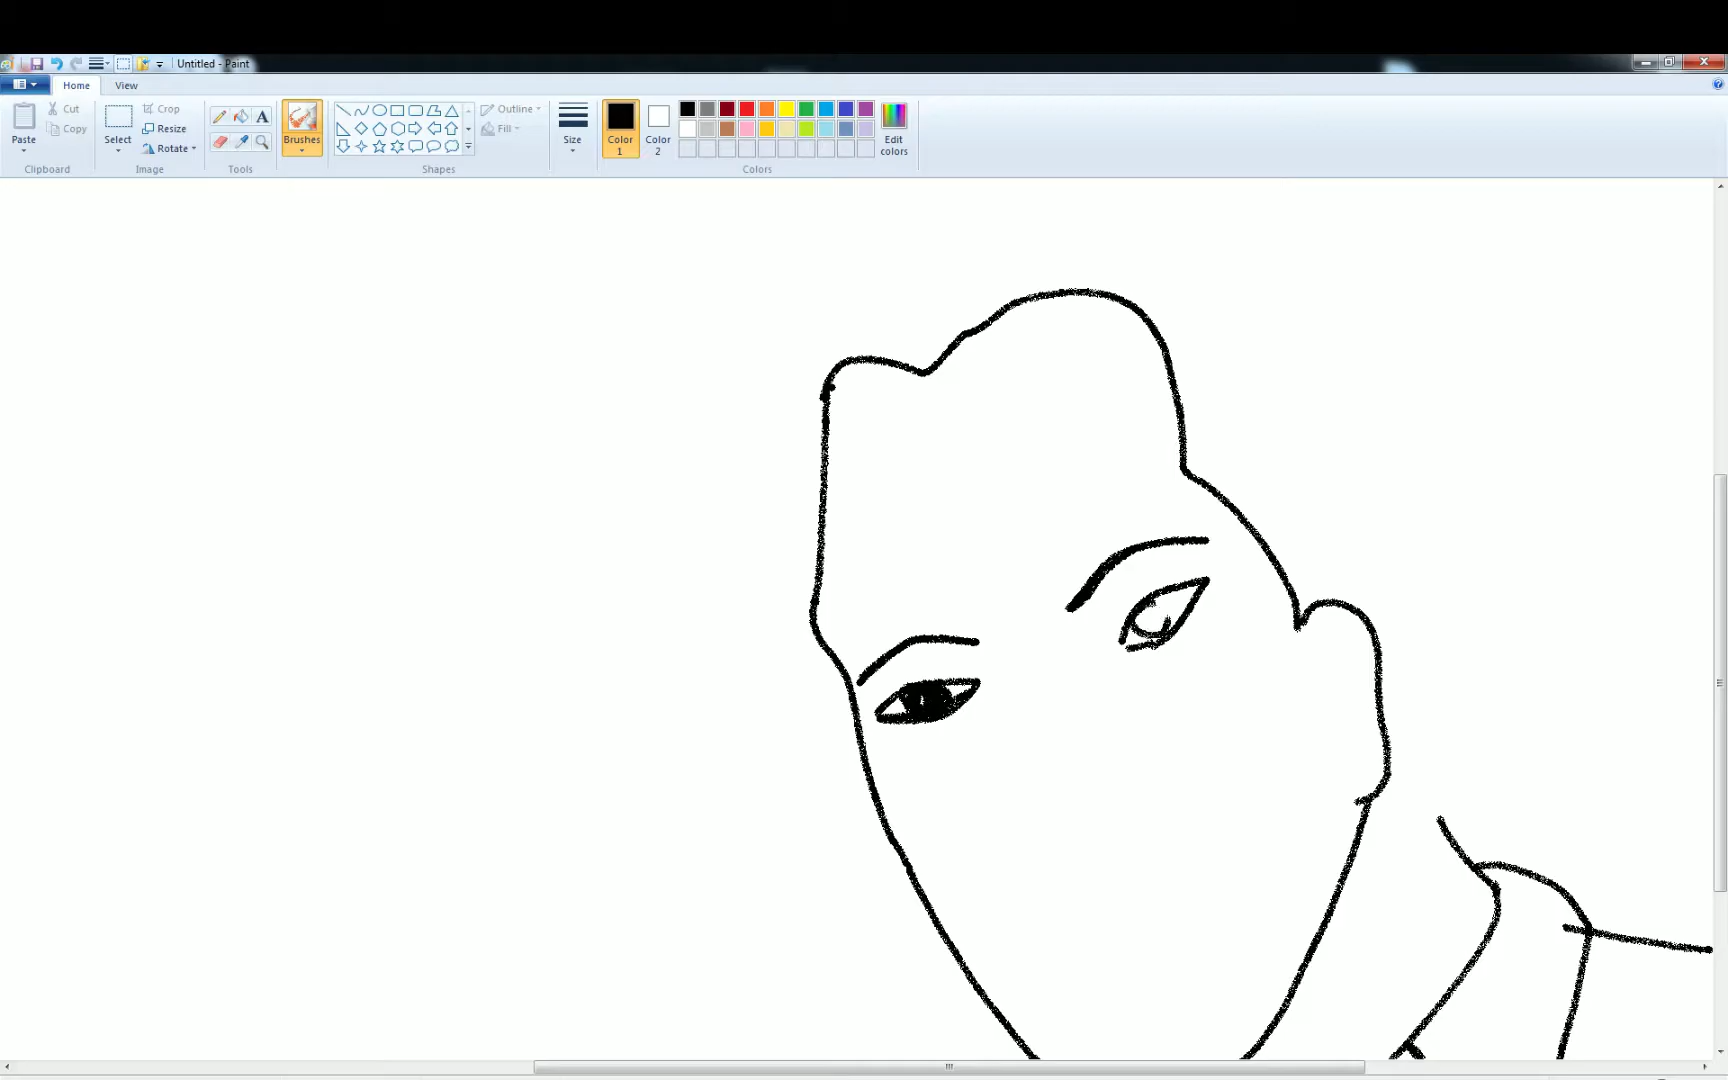 Untitled - Paint
Home View
Paste
Cut
Copy
Clipboard
Select
Crop
Resize
Rotate
Image
A
Tools
Brushes
Outline
Fill
Shapes
Size
Color 1
Color 2
Edit colors
Colors